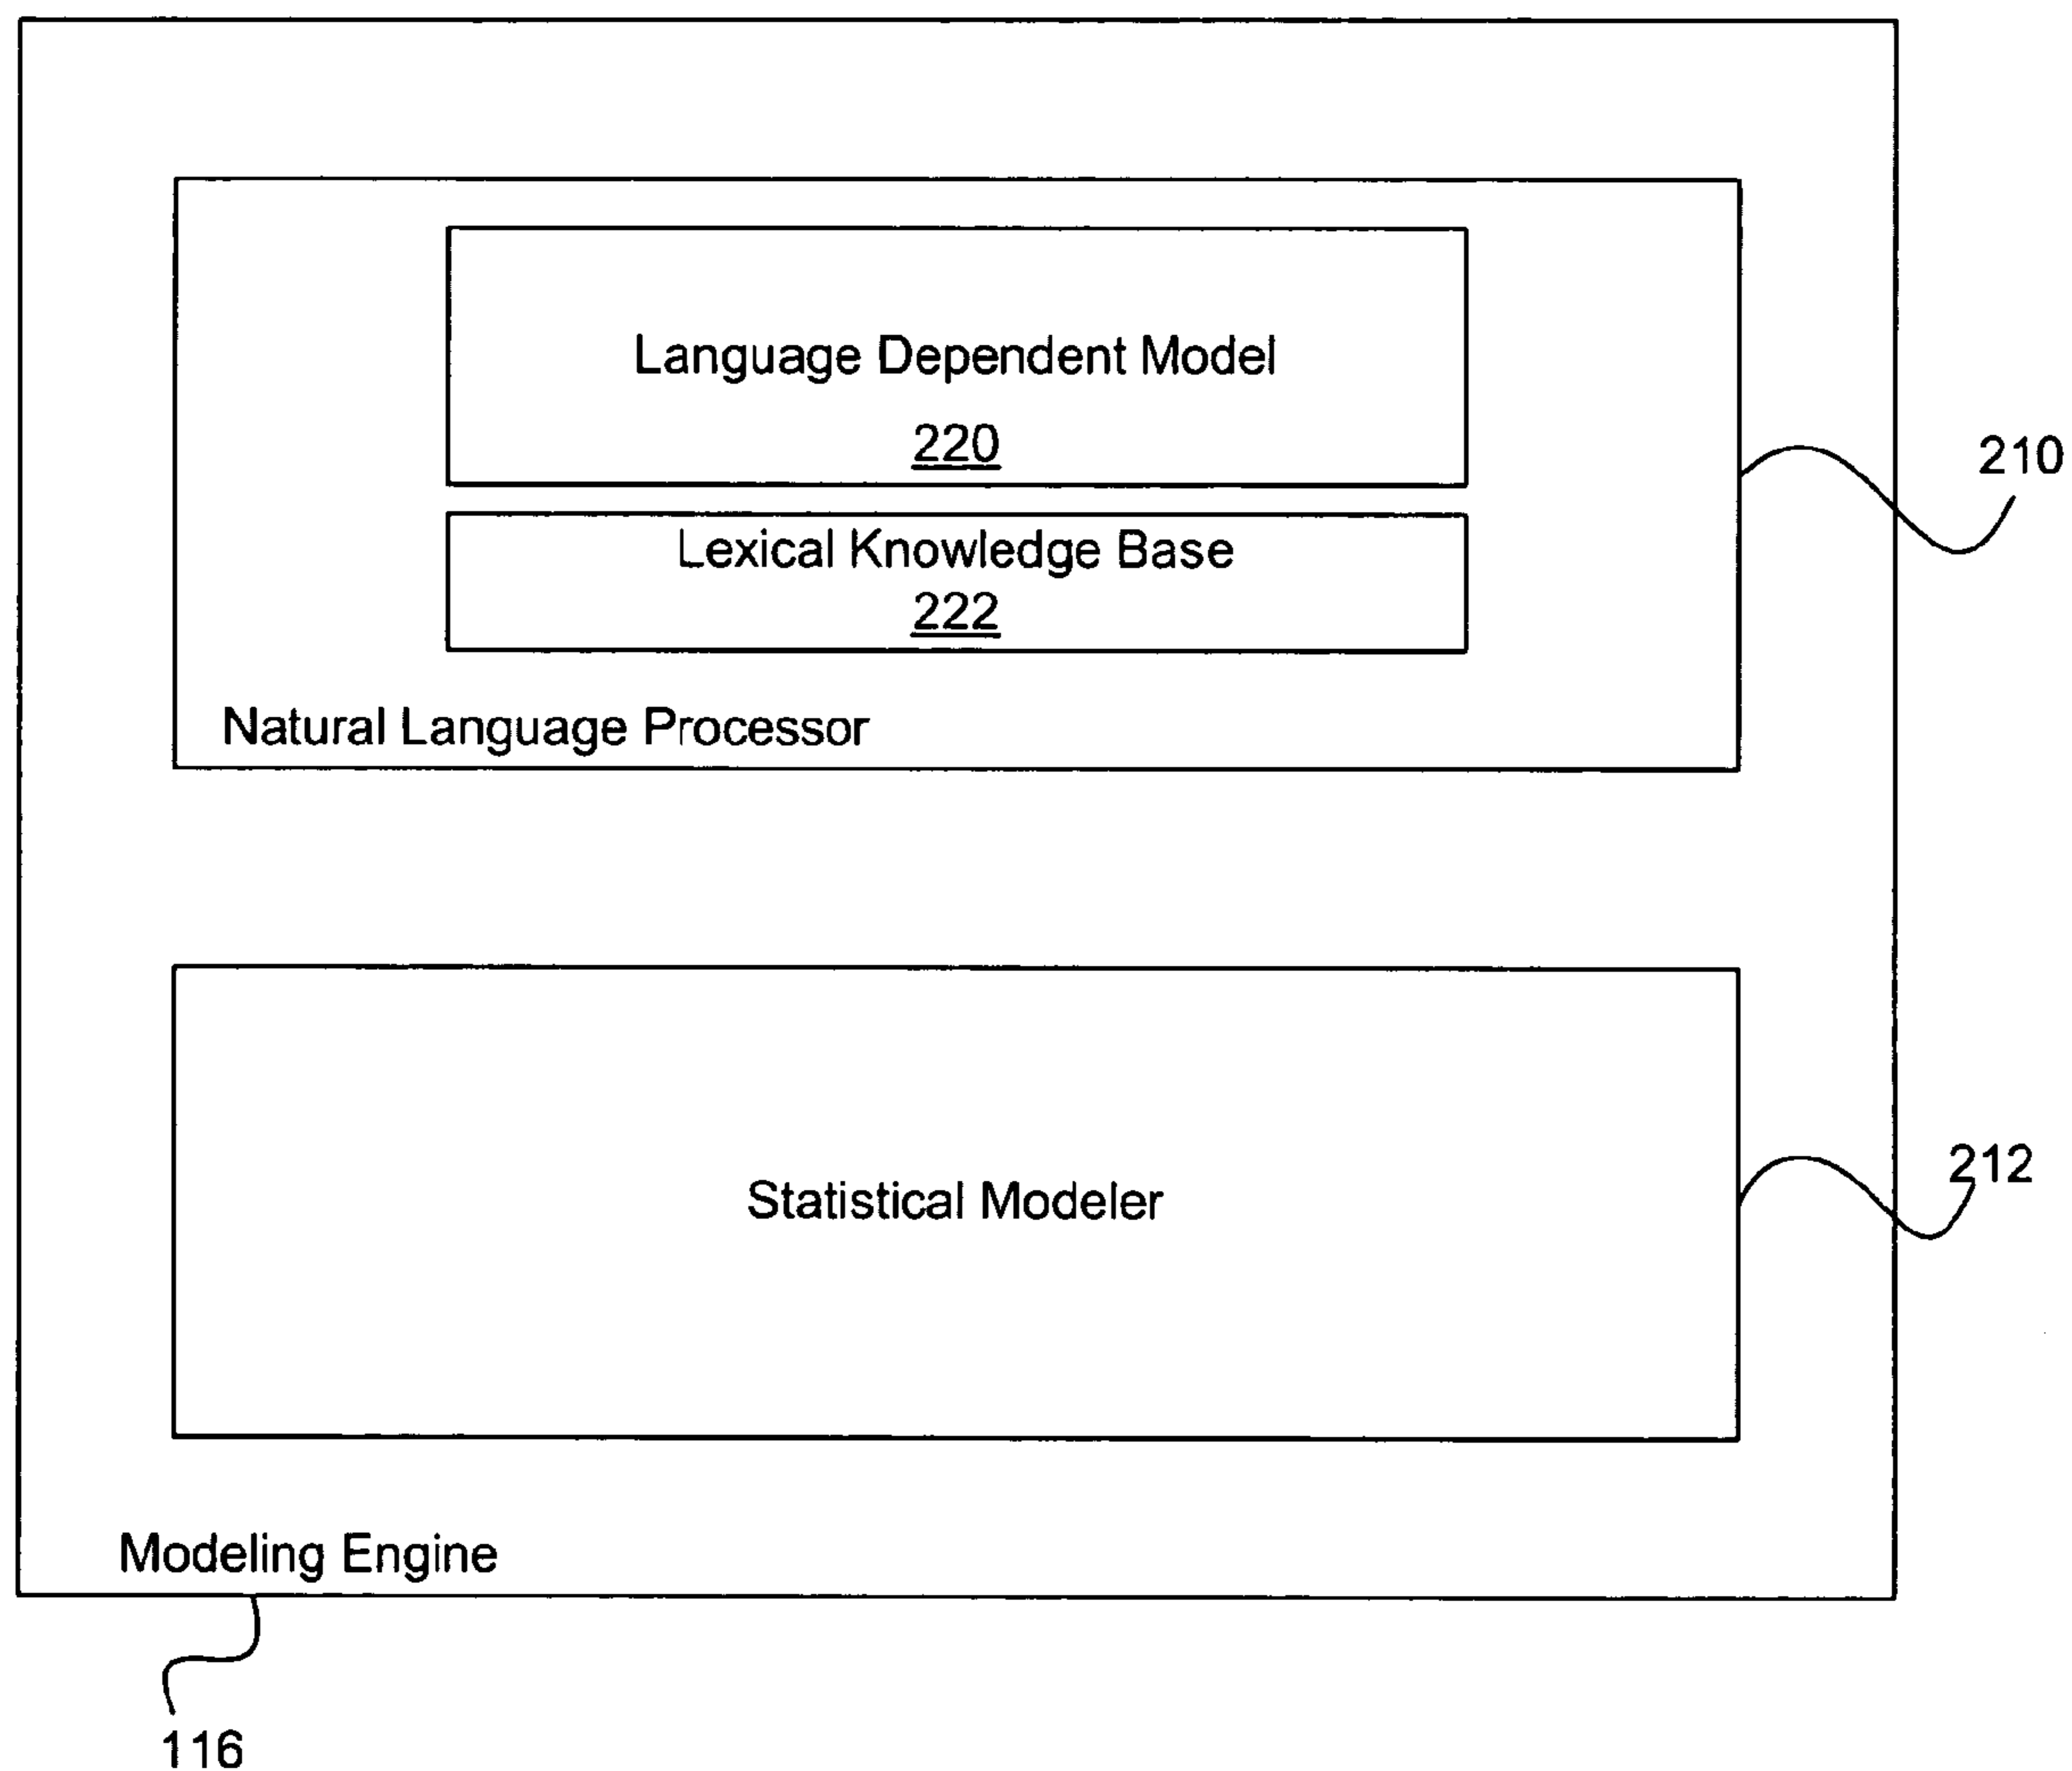 Language Dependent Model
220
210
Lexical Knowledge Base
222
Natural Language Processor
212
Statistical Modeler
Modeling Engine
116